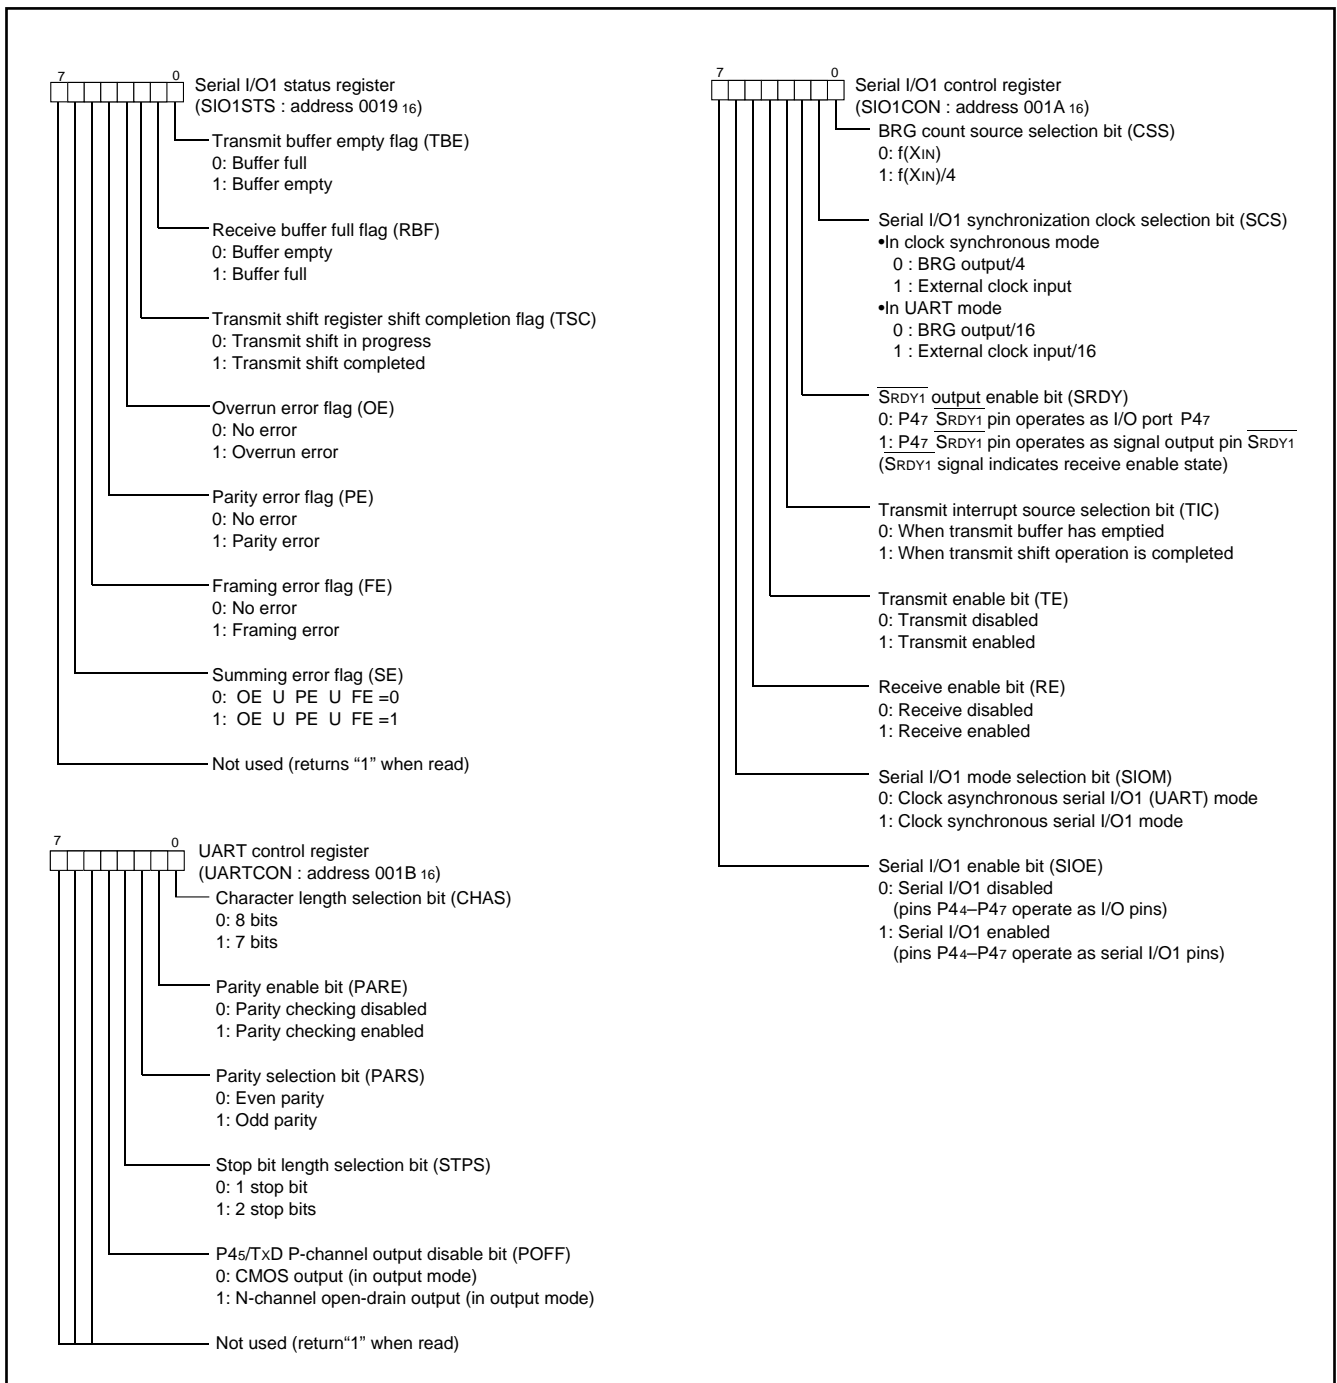 7 0
Serial I/O1 status register
(SIO1STS : address 0019 16)
Transmit buffer empty flag (TBE)
0: Buffer full
1: Buffer empty
Receive buffer full flag (RBF)
0: Buffer empty
1: Buffer full
Transmit shift register shift completion flag (TSC)
0: Transmit shift in progress
1: Transmit shift completed
Overrun error flag (OE)
0: No error
1: Overrun error
Parity error flag (PE)
0: No error
1: Parity error
Framing error flag (FE)
0: No error
1: Framing error
Summing error flag (SE)
0: OE U PE U FE =0
1: OE U PE U FE =1
Not used (returns “1” when read)
7 0
UART control register
(UARTCON : address 001B 16)
Character length selection bit (CHAS)
0: 8 bits
1: 7 bits
Parity enable bit (PARE)
0: Parity checking disabled
1: Parity checking enabled
Parity selection bit (PARS)
0: Even parity
1: Odd parity
Stop bit length selection bit (STPS)
0: 1 stop bit
1: 2 stop bits
P45/TxD P-channel output disable bit (POFF)
0: CMOS output (in output mode)
1: N-channel open-drain output (in output mode)
Not used (return“1” when read)
7 0
Serial I/O1 control register
(SIO1CON : address 001A 16)
BRG count source selection bit (CSS)
0: f(XIN)
1: f(XIN)/4
Serial I/O1 synchronization clock selection bit (SCS)
•In clock synchronous mode
0 : BRG output/4
1 : External clock input
•In UART mode
0 : BRG output/16
1 : External clock input/16
SRDY1 output enable bit (SRDY)
0: P47 SRDY1 pin operates as I/O port P47
1: P47 SRDY1 pin operates as signal output pin SRDY1
(SRDY1 signal indicates receive enable state)
Transmit interrupt source selection bit (TIC)
0: When transmit buffer has emptied
1: When transmit shift operation is completed
Transmit enable bit (TE)
0: Transmit disabled
1: Transmit enabled
Receive enable bit (RE)
0: Receive disabled
1: Receive enabled
Serial I/O1 mode selection bit (SIOM)
0: Clock asynchronous serial I/O1 (UART) mode
1: Clock synchronous serial I/O1 mode
Serial I/O1 enable bit (SIOE)
0: Serial I/O1 disabled
(pins P44–P47 operate as I/O pins)
1: Serial I/O1 enabled
(pins P44–P47 operate as serial I/O1 pins)